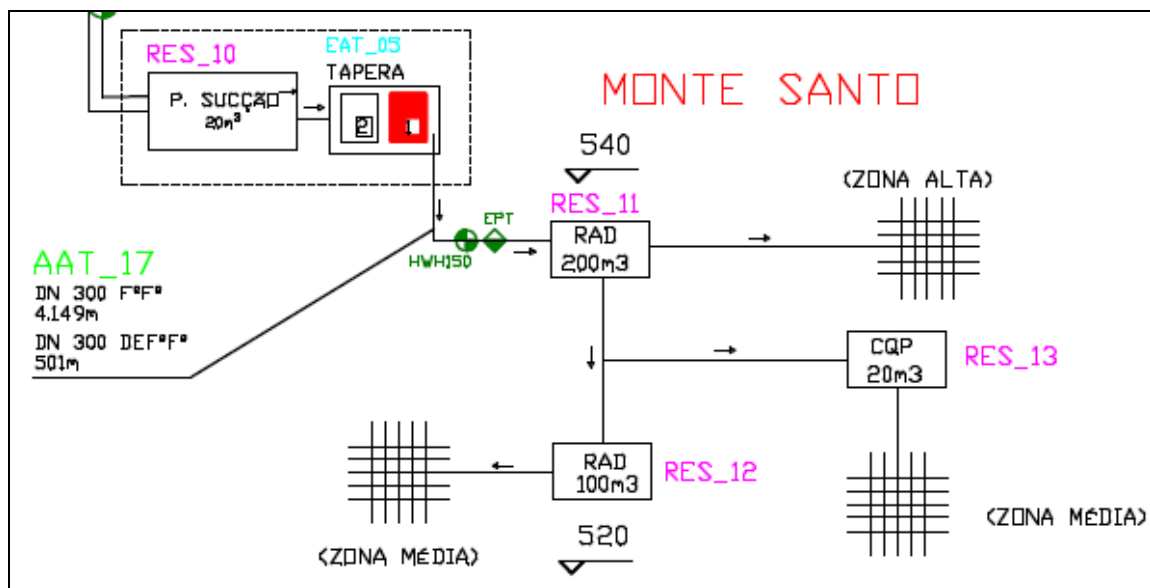 RES_10
EAT_05
TAPERA
P. SUCÇÃO
20m³
2
1
MONTE SANTO
540
(ZONA ALTA)
RES_11
EPT
RAD
200m3
HWH150
AAT_17
DN 300 FºFº
4.149m
DN 300 DEFºFº
501m
CQP
20m3
RES_13
RAD
100m3
RES_12
(ZONA MÉDIA)
520
(ZONA MÉDIA)